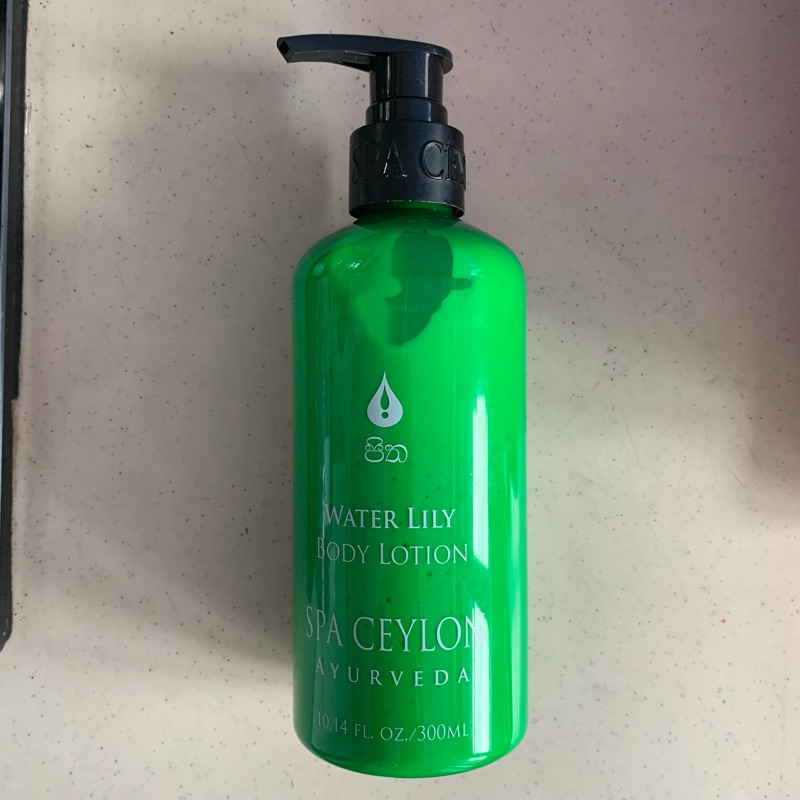 SPA CEY
පිත
WATER LILY
BODY LOTION
SPA CEYLON
AYURVEDA
10.14 FL. OZ./300ML